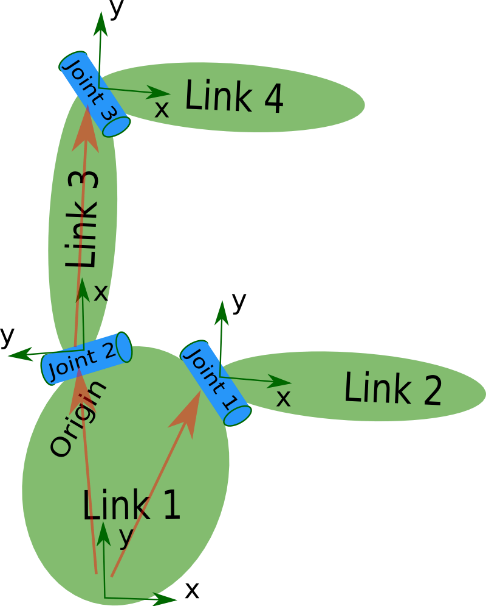 y
Joint 3
x
Link 4
Link 3
x
y
y
Joint 2
Joint 1
x
Link 2
Origin
Link 1
y
x